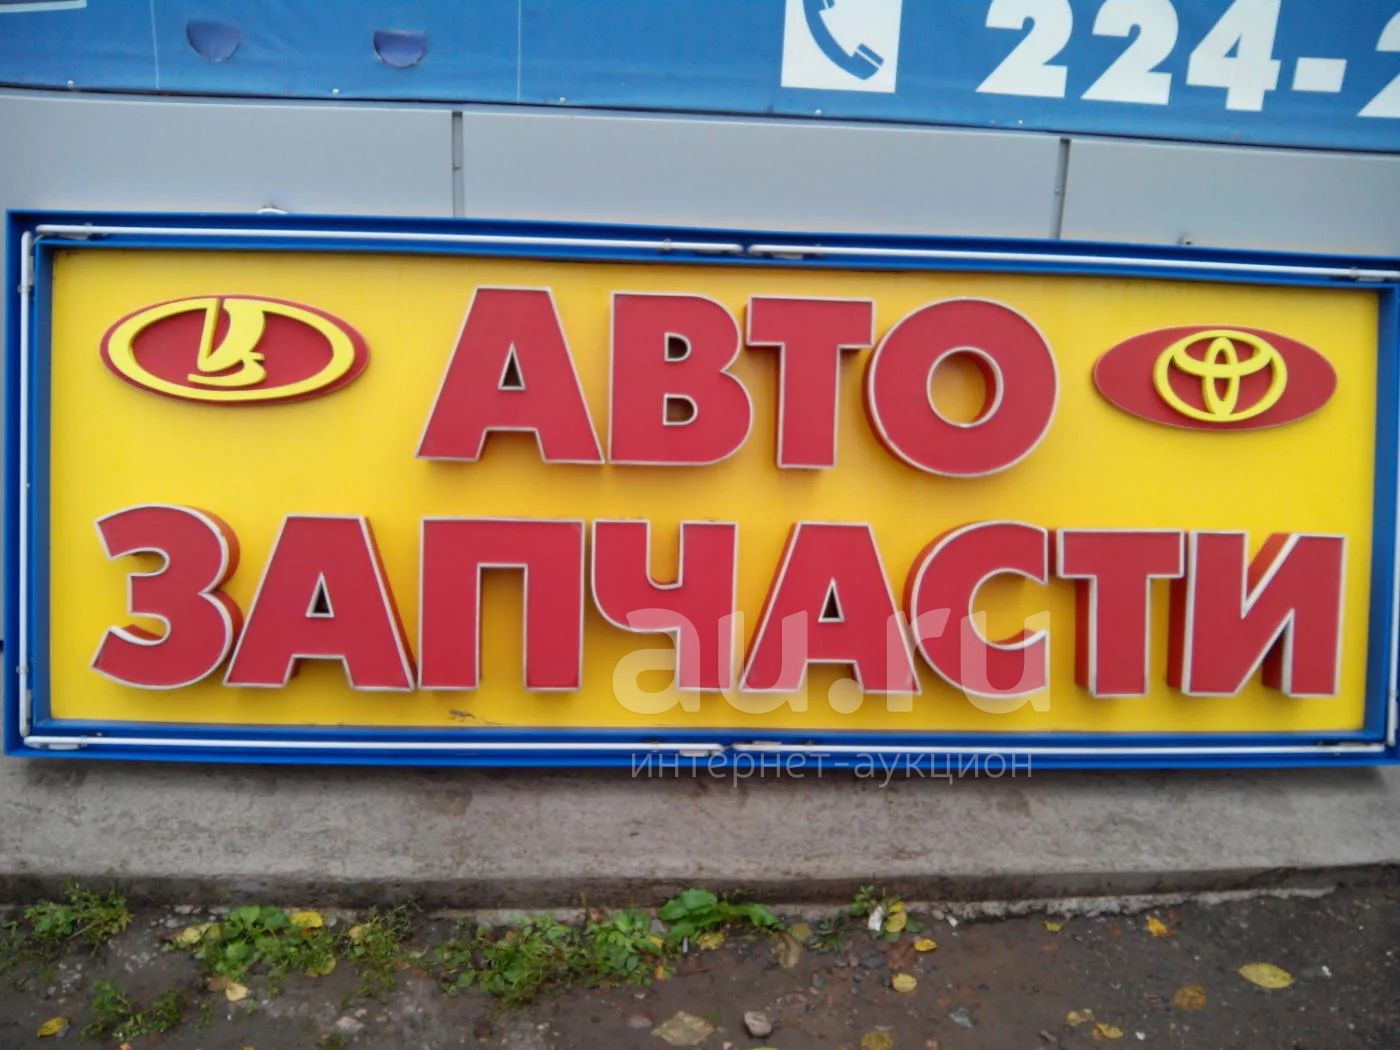 224-
АВТО
ЗАПЧАСТИ
au.ru
интернет-аукцион